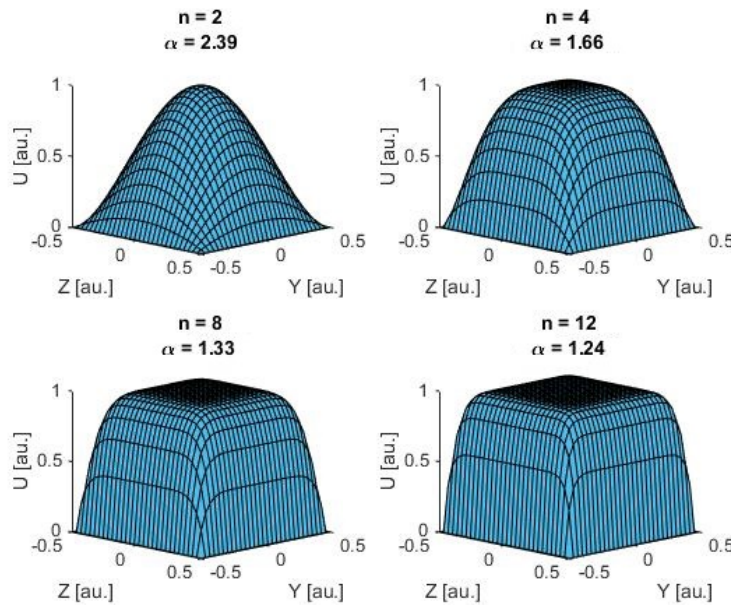 n = 2
α = 2.39
1
0.5
0
-0.5
0
0.5
-0.5
0
0.5
U [au.]
Z [au.]
Y [au.]
n = 4
α = 1.66
1
0.5
0
-0.5
0
0.5
-0.5
0
0.5
U [au.]
Z [au.]
Y [au.]
n = 8
α = 1.33
1
0.5
0
-0.5
0
0.5
-0.5
0
0.5
U [au.]
Z [au.]
Y [au.]
n = 12
α = 1.24
1
0.5
0
-0.5
0
0.5
-0.5
0
0.5
U [au.]
Z [au.]
Y [au.]